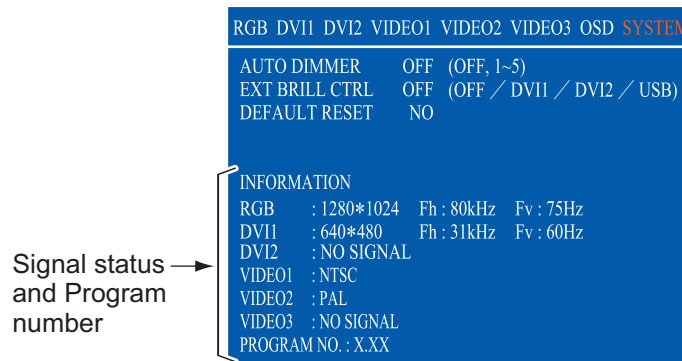 RGB DVI1 DVI2 VIDEO1 VIDEO2 VIDEO3 OSD SYSTEM
AUTO DIMMER OFF (OFF, 1~5)
EXT BRILL CTRL OFF (OFF ／ DVI1 ／ DVI2 ／ USB)
DEFAULT RESET NO
INFORMATION
RGB : 1280*1024 Fh : 80kHz Fv : 75Hz
DVI1 : 640*480 Fh : 31kHz Fv : 60Hz
DVI2 : NO SIGNAL
VIDEO1 : NTSC
VIDEO2 : PAL
VIDEO3 : NO SIGNAL
PROGRAM NO. : X.XX
Signal status
and Program
number